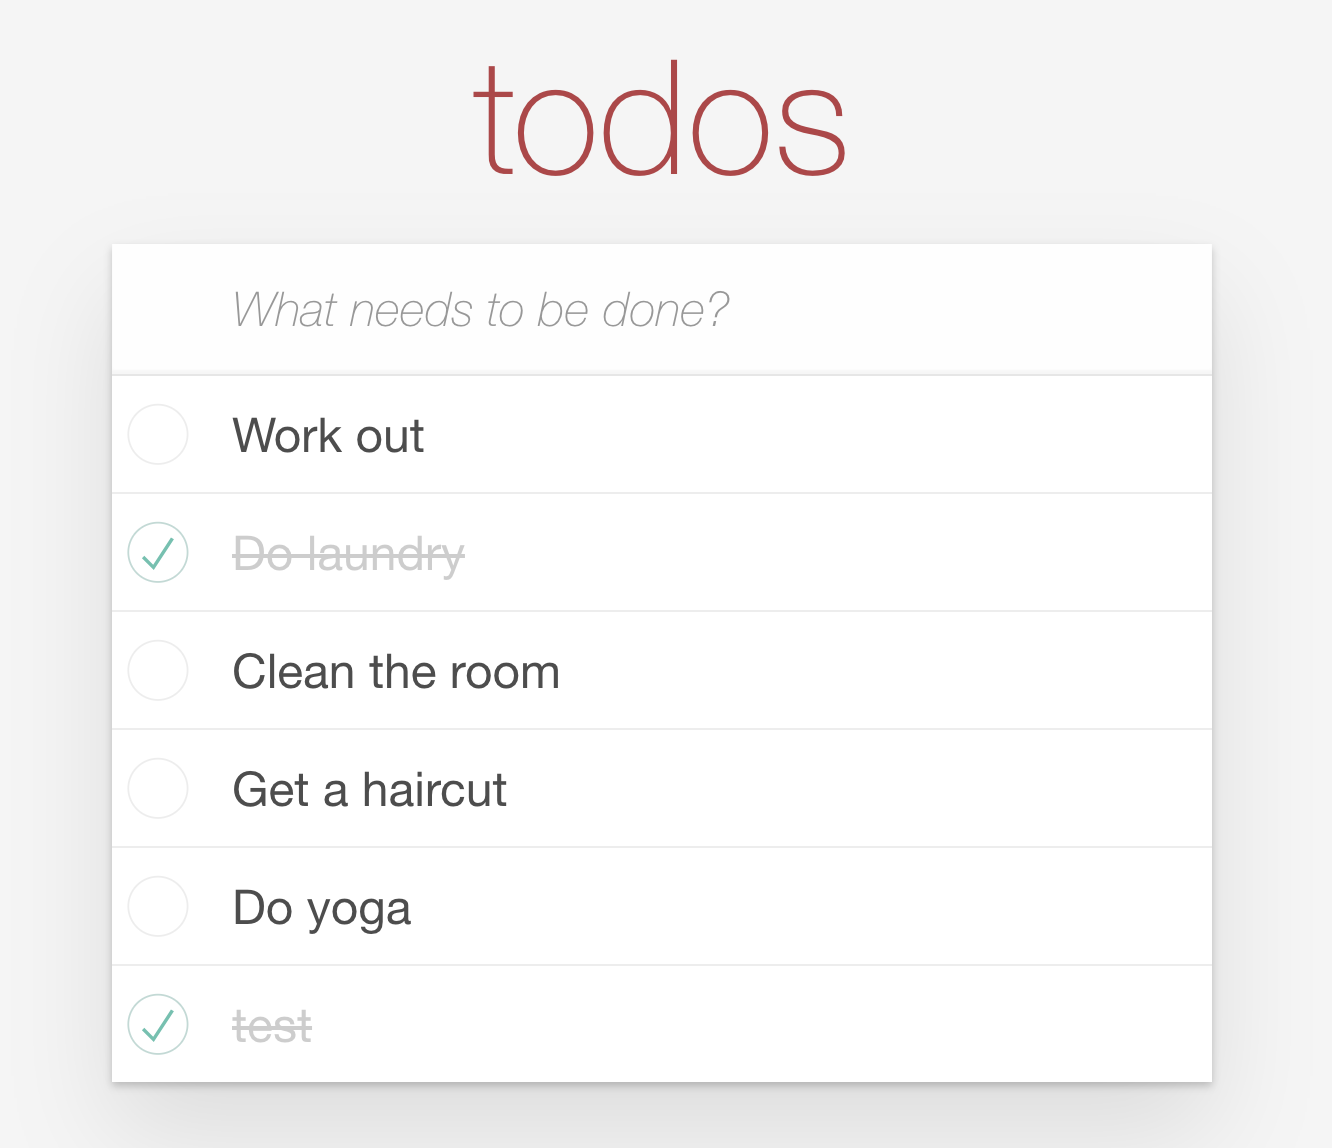 todos
What needs to be done?
Work out
Do laundry
Clean the room
Get a haircut
Do yoga
test